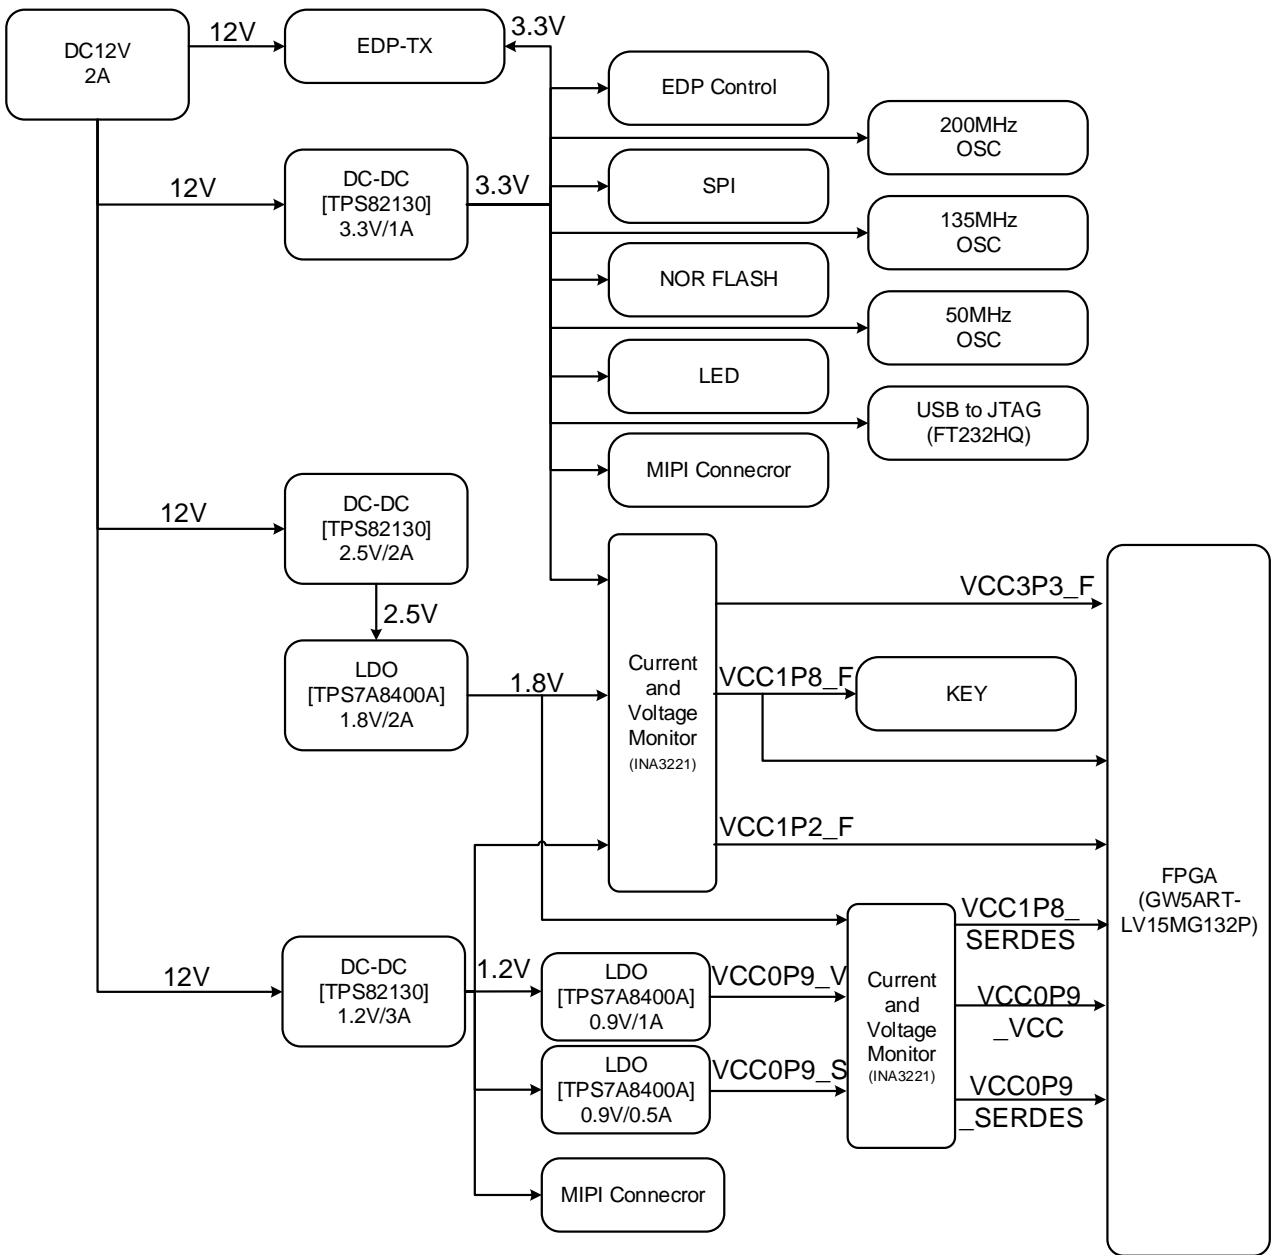 DC12V
2A
12V
EDP-TX
3.3V
EDP Control
200MHz
OSC
12V
DC-DC
[TPS82130]
3.3V/1A
3.3V
SPI
135MHz
OSC
NOR FLASH
50MHz
OSC
LED
USB to JTAG
(FT232HQ)
MIPI Connecror
12V
DC-DC
[TPS82130]
2.5V/2A
2.5V
LDO
[TPS7A8400A]
1.8V/2A
1.8V
Current
and
Voltage
Monitor
(INA3221)
VCC3P3_F
VCC1P8_F
KEY
VCC1P2_F
FPGA
(GW5ART-
LV15MG132P)
12V
DC-DC
[TPS82130]
1.2V/3A
1.2V
LDO
[TPS7A8400A]
0.9V/1A
VCC0P9_V
LDO
[TPS7A8400A]
0.9V/0.5A
VCC0P9_S
Current
and
Voltage
Monitor
(INA3221)
VCC1P8_
SERDES
VCC0P9
_VCC
VCC0P9
_SERDES
MIPI Connecror